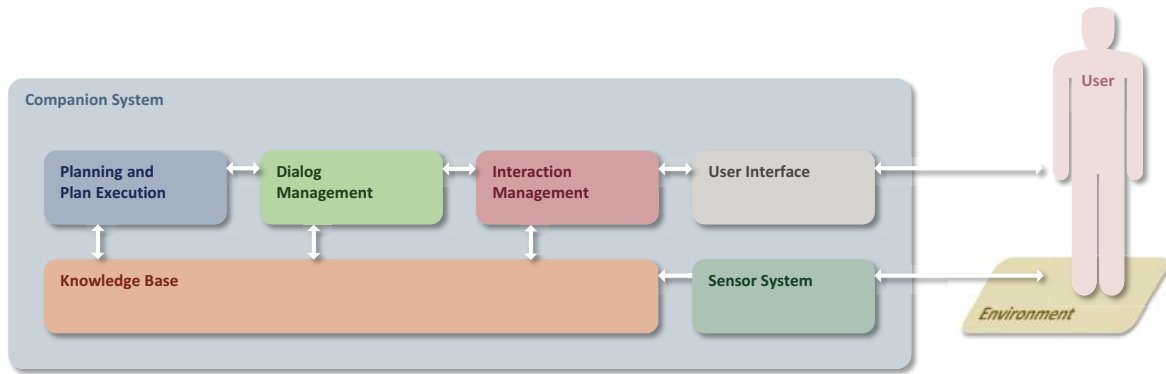 User
Companion System
Planning and
Plan Execution
Dialog
Management
Interaction
Management
User Interface
Knowledge Base
Sensor System
Environment